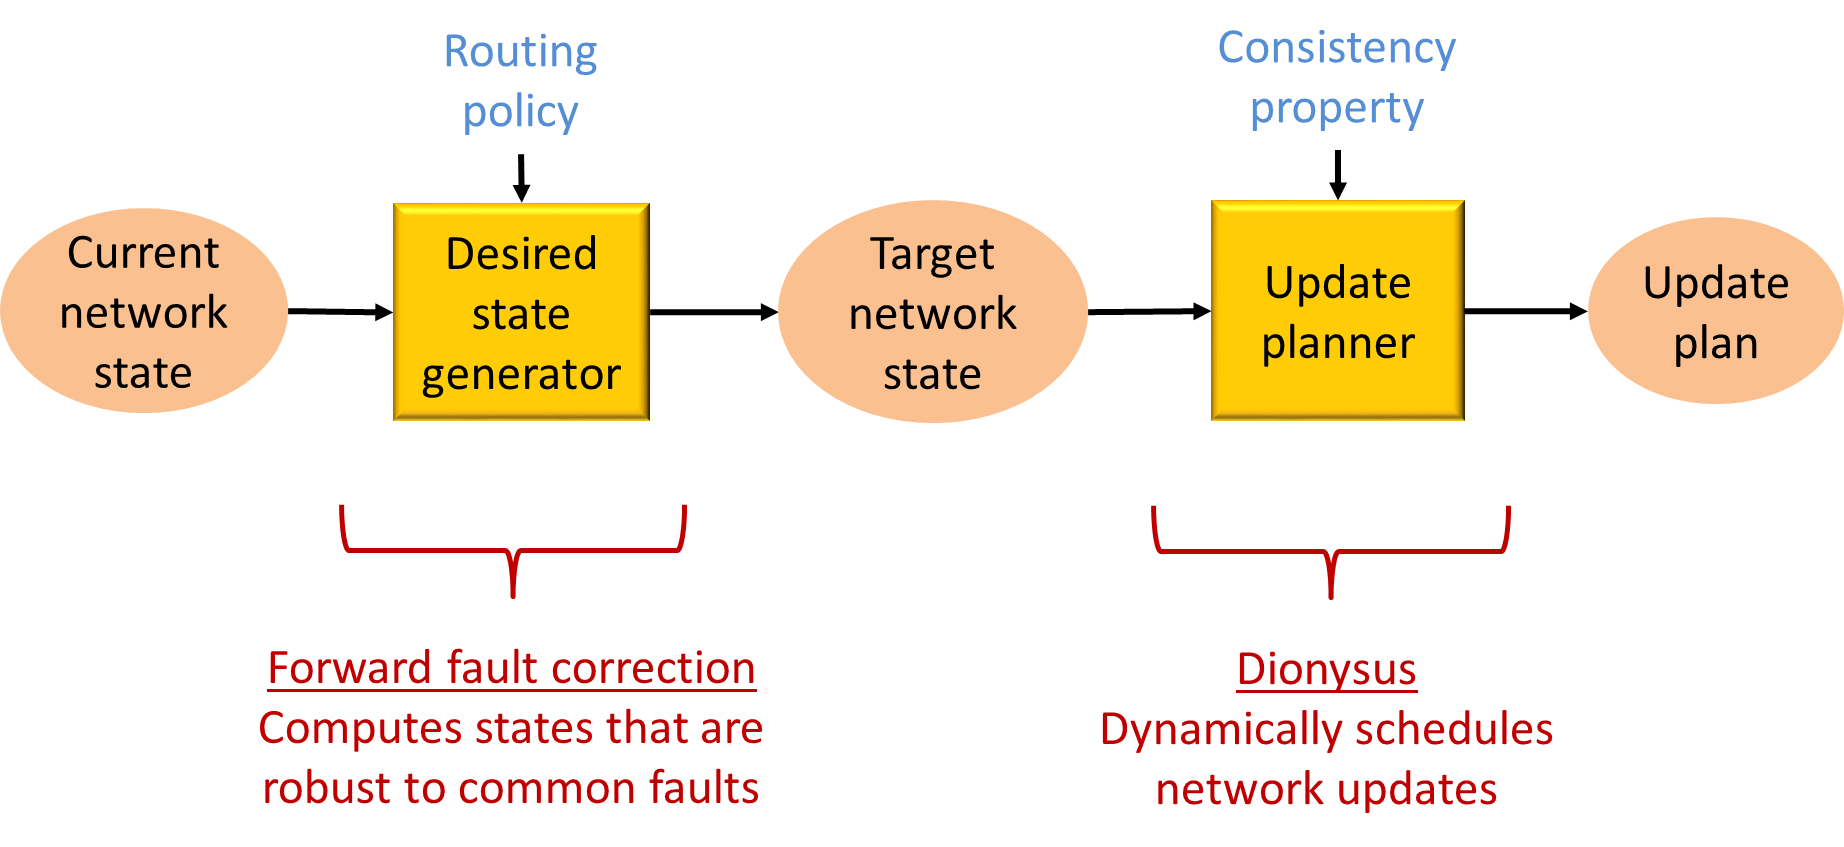 Routing
policy
Consistency
property
Current
network
state
Desired
state
generator
Target
network
state
Update
planner
Update
plan
Forward fault correction
Computes states that are
robust to common faults
Dionysus
Dynamically schedules
network updates